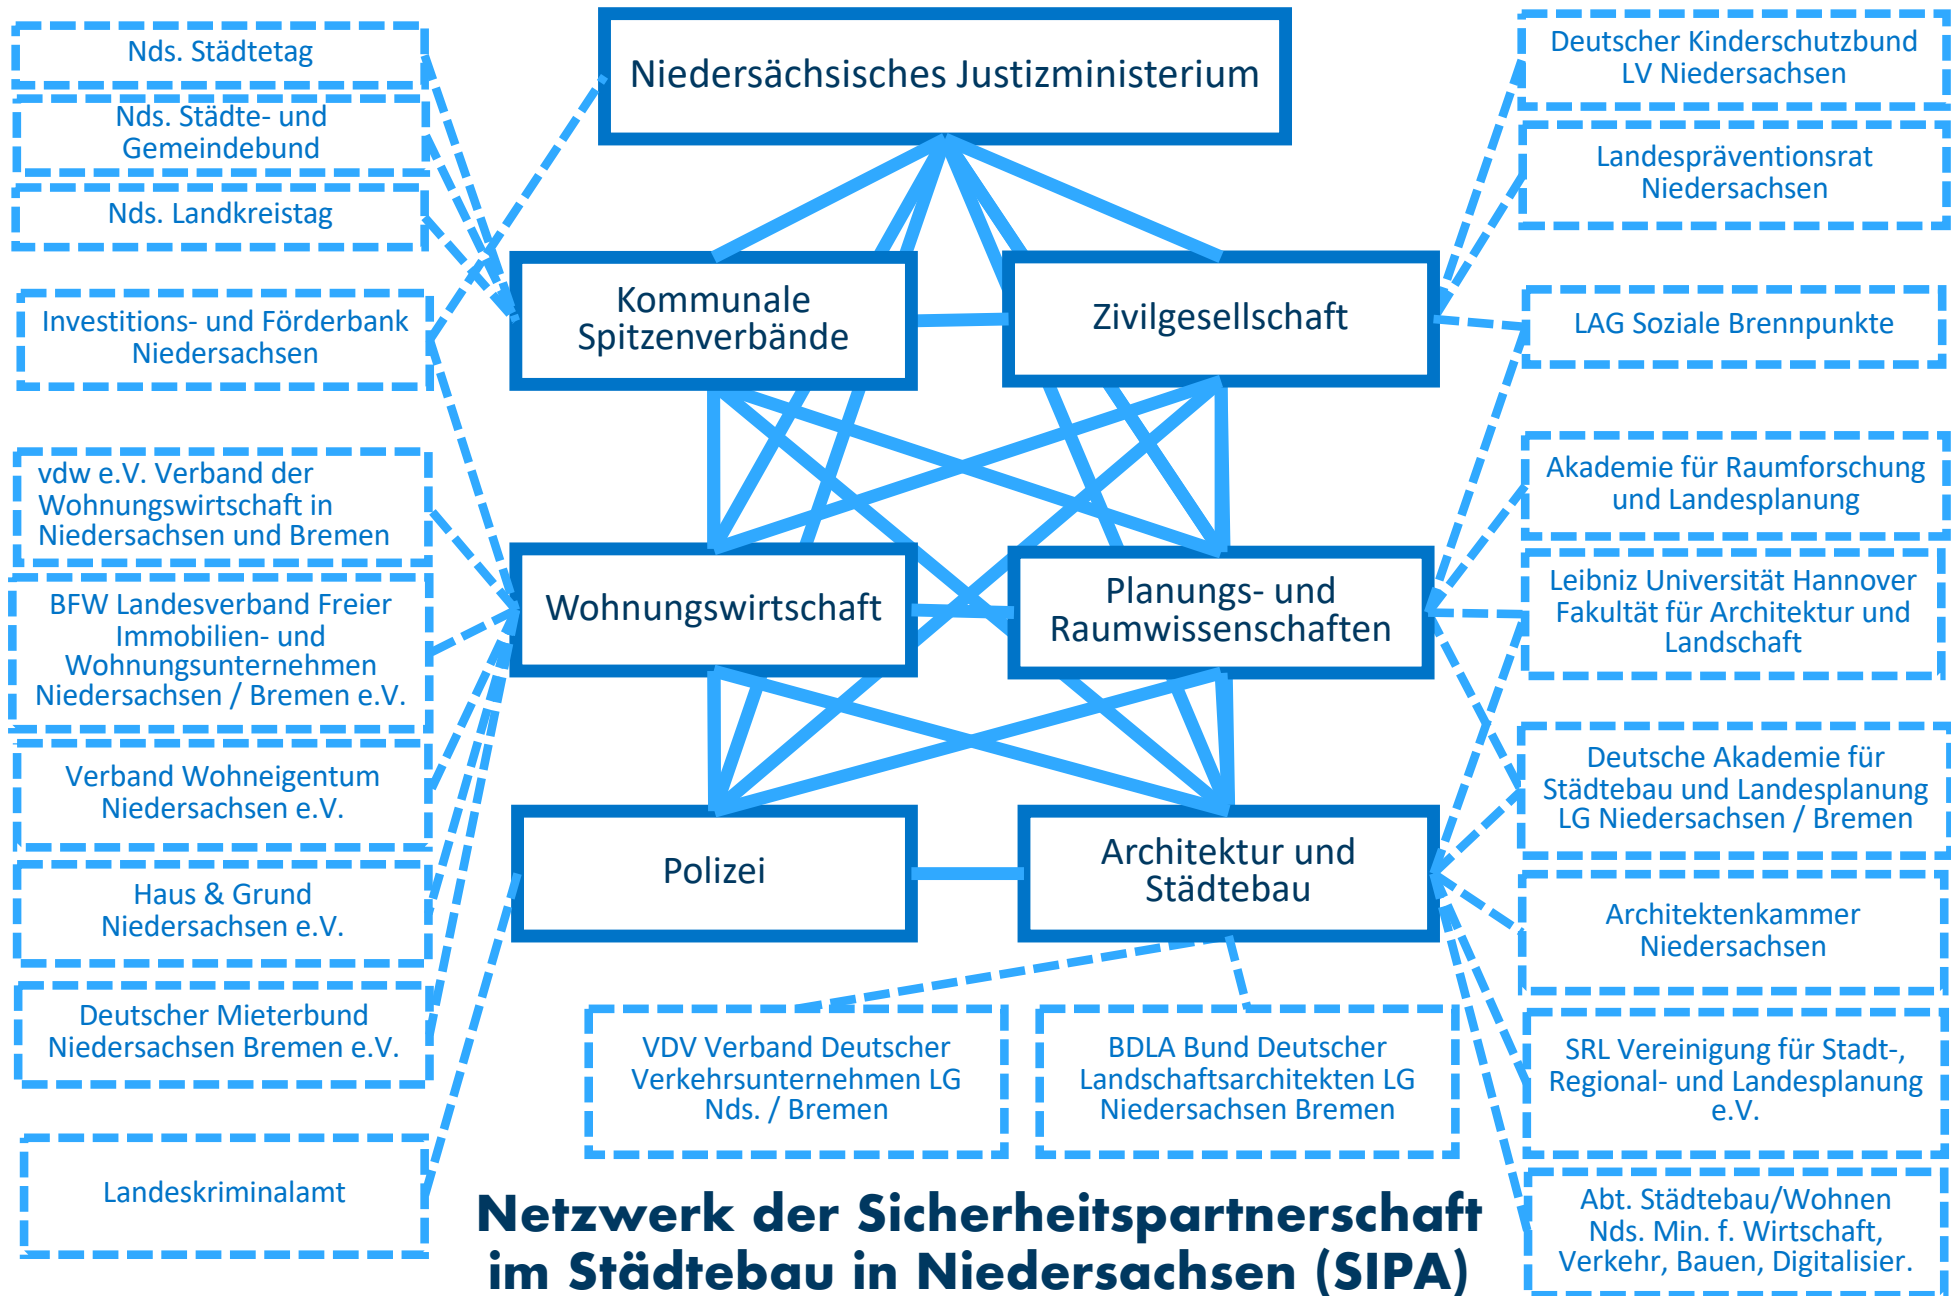 Nds. Städtetag
Nds. Städte- und
Gemeindebund
Nds. Landkreistag
Investitions- und Förderbank
Niedersachsen
vdw e.V. Verband der
Wohnungswirtschaft in
Niedersachsen und Bremen
BFW Landesverband Freier
Immobilien- und
Wohnungsunternehmen
Niedersachsen / Bremen e.V.
Verband Wohneigentum
Niedersachsen e.V.
Haus & Grund
Niedersachsen e.V.
Deutscher Mieterbund
Niedersachsen Bremen e.V.
Landeskriminalamt
Niedersächsisches Justizministerium
Kommunale
Spitzenverbände
Zivilgesellschaft
Wohnungswirtschaft
Planungs- und
Raumwissenschaften
Polizei
Architektur und
Städtebau
VDV Verband Deutscher
Verkehrsunternehmen LG
Nds. / Bremen
BDLA Bund Deutscher
Landschaftsarchitekten LG
Niedersachsen Bremen
Deutscher Kinderschutzbund
LV Niedersachsen
Landespräventionsrat
Niedersachsen
LAG Soziale Brennpunkte
Akademie für Raumforschung
und Landesplanung
Leibniz Universität Hannover
Fakultät für Architektur und
Landschaft
Deutsche Akademie für
Städtebau und Landesplanung
LG Niedersachsen / Bremen
Architektenkammer
Niedersachsen
SRL Vereinigung für Stadt-,
Regional- und Landesplanung
e.V.
Abt. Städtebau/Wohnen
Nds. Min. f. Wirtschaft,
Verkehr, Bauen, Digitalisier.
Netzwerk der Sicherheitspartnerschaft
im Städtebau in Niedersachsen (SIPA)